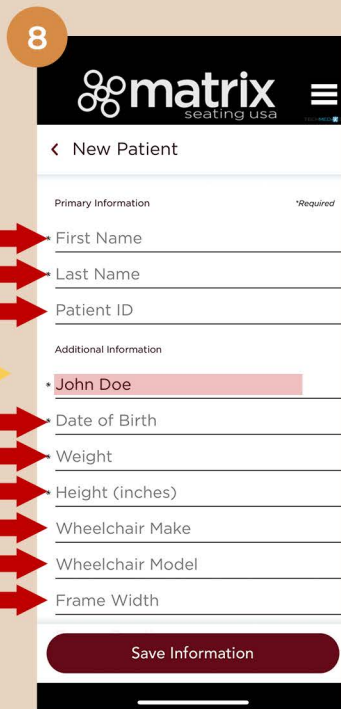 8
matrix
seating usa
New Patient
Primary Information *Required
* First Name
* Last Name
Patient ID
Additional Information
* John Doe
* Date of Birth
* Weight
* Height (inches)
Wheelchair Make
Wheelchair Model
Frame Width
Save Information